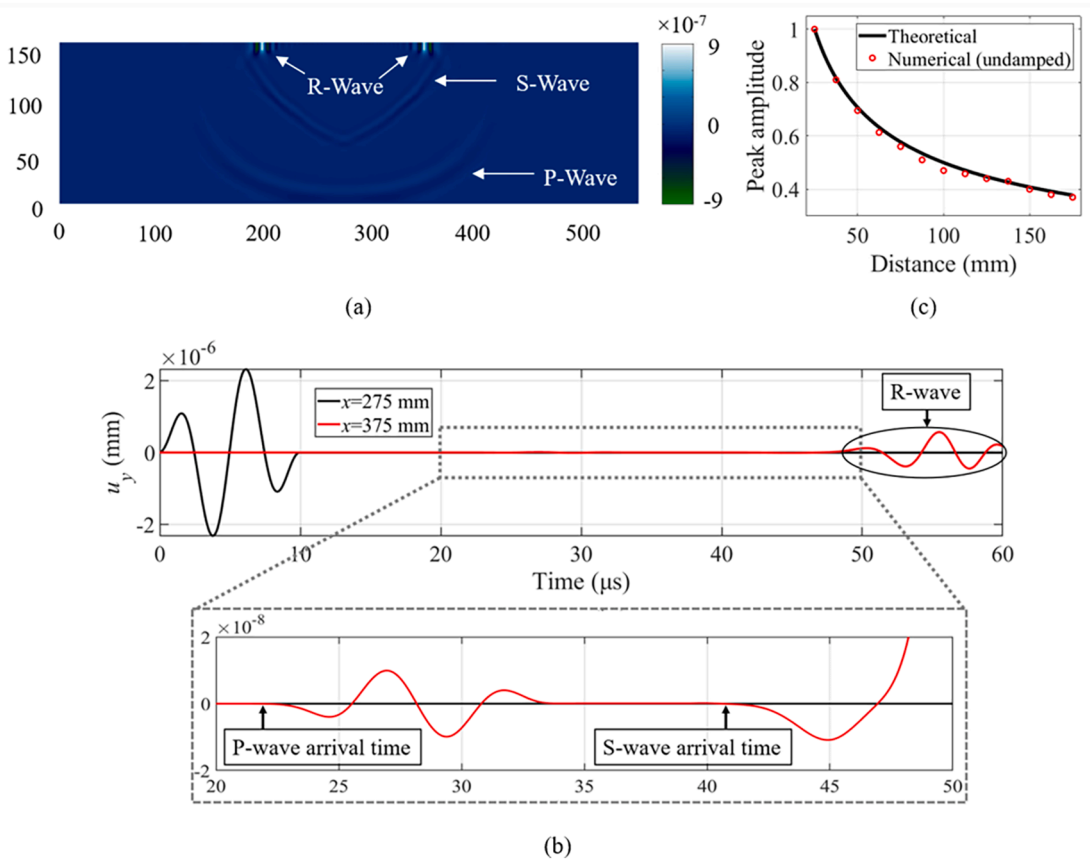 ×10⁻⁷
150
100
50
0
0
100
200
300
400
500
R-Wave
S-Wave
P-Wave
9
0
-9
(a)
1
0.8
0.6
0.4
Peak amplitude
Theoretical
Numerical (undamped)
50
100
150
Distance (mm)
(c)
×10⁻⁶
2
0
-2
u_y (mm)
x=275 mm
x=375 mm
R-wave
0
10
20
30
40
50
60
Time (μs)
×10⁻⁸
2
0
-2
P-wave arrival time
S-wave arrival time
20
25
30
35
40
45
50
(b)